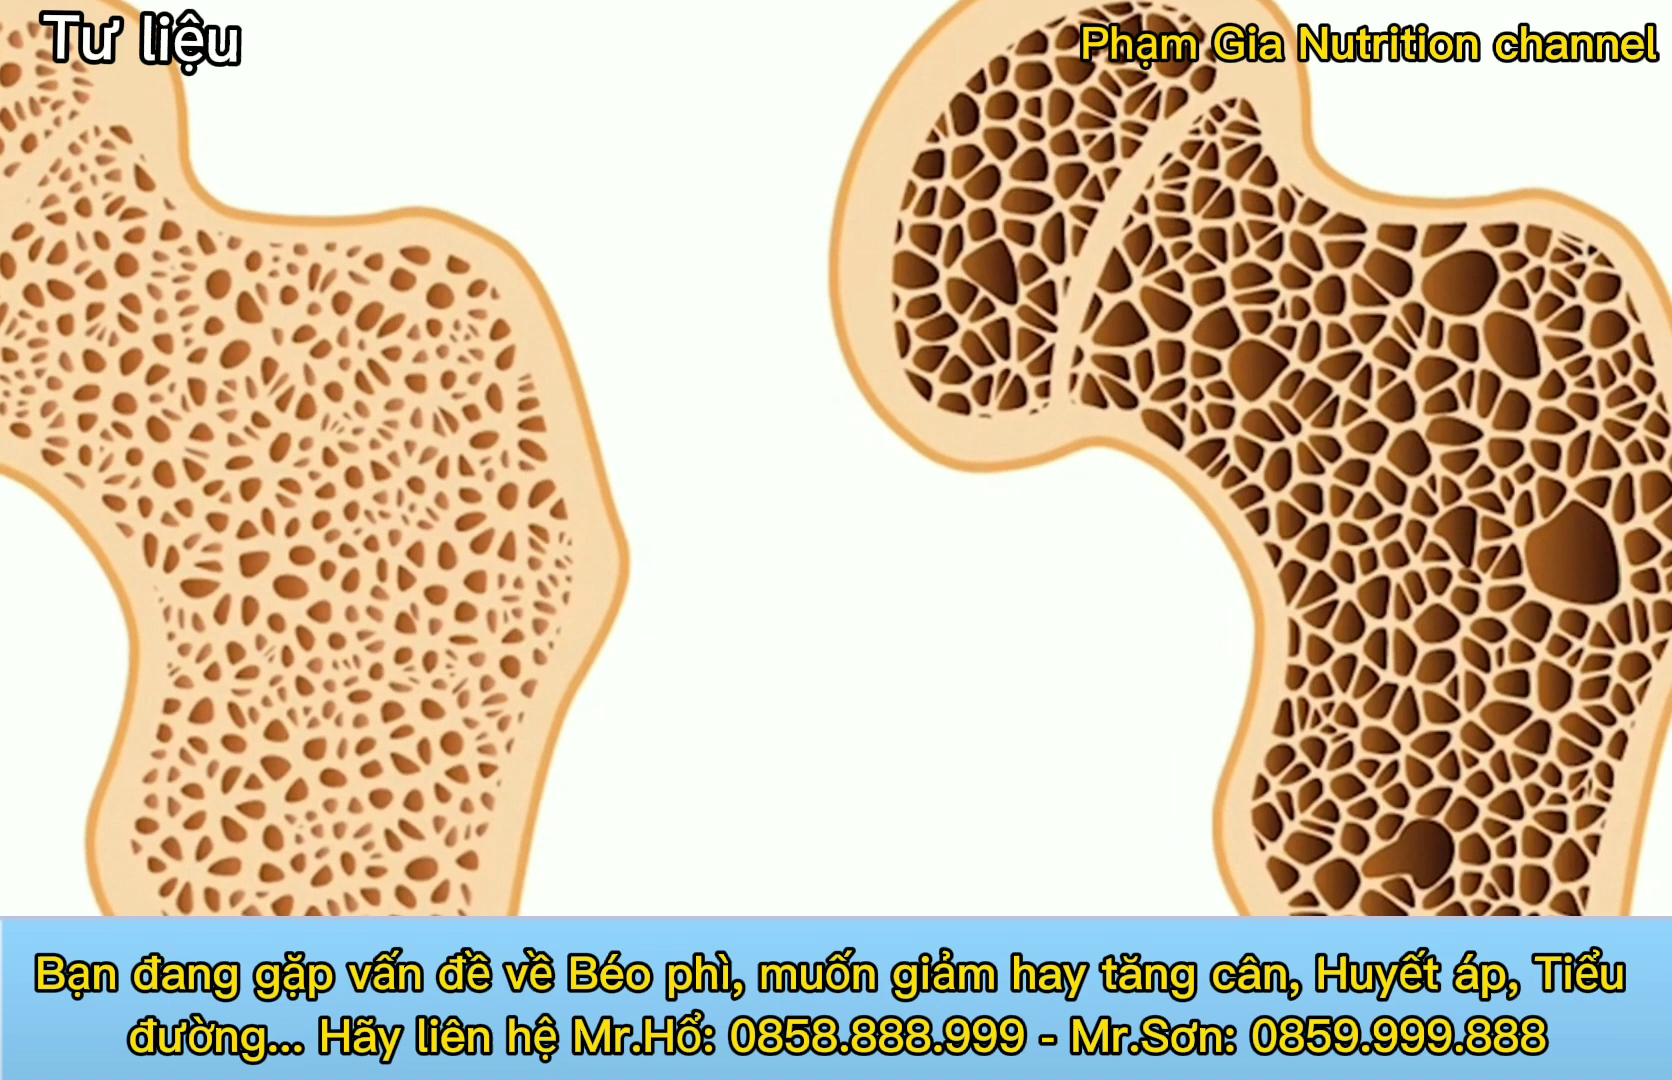 Tư liệu
Phạm Gia Nutrition channel
Bạn đang gặp vấn đề về Béo phì, muốn giảm hay tăng cân, Huyết áp, Tiểu
đường... Hãy liên hệ Mr.Hổ: 0858.888.999 - Mr.Sơn: 0859.999.888